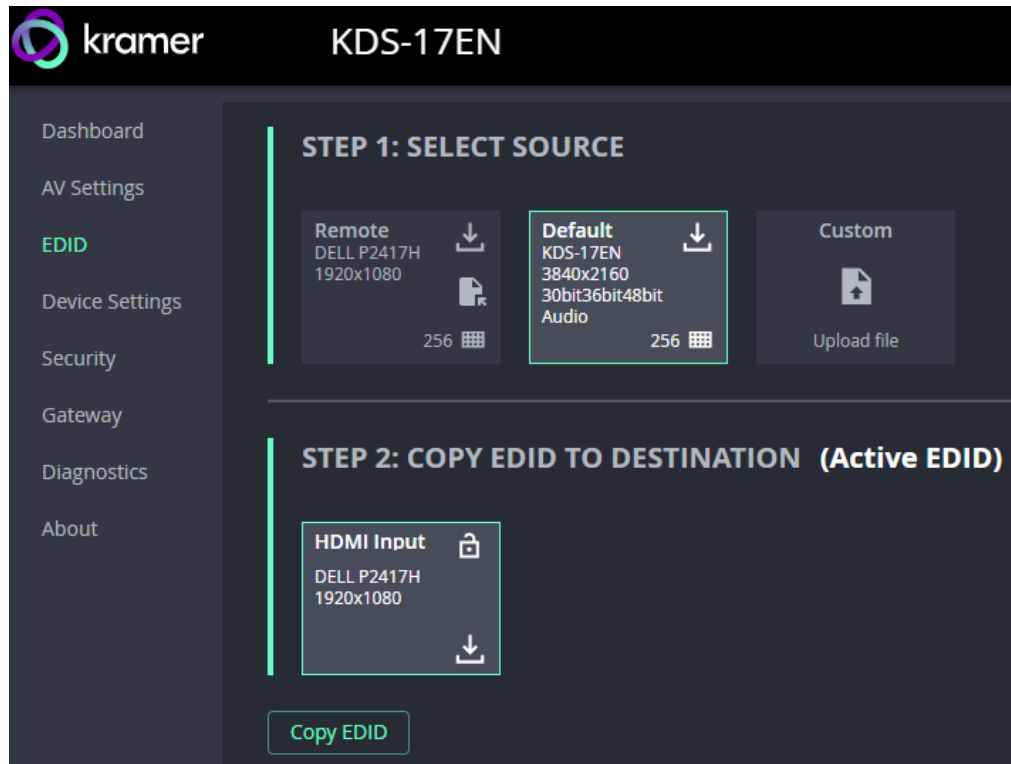 kramer
KDS-17EN
Dashboard
AV Settings
EDID
Device Settings
Security
Gateway
Diagnostics
About
STEP 1: SELECT SOURCE
Remote
DELL P2417H
1920x1080
256
Default
KDS-17EN
3840x2160
30bit36bit48bit
Audio
256
Custom
Upload file
STEP 2: COPY EDID TO DESTINATION (Active EDID)
HDMI Input
DELL P2417H
1920x1080
Copy EDID